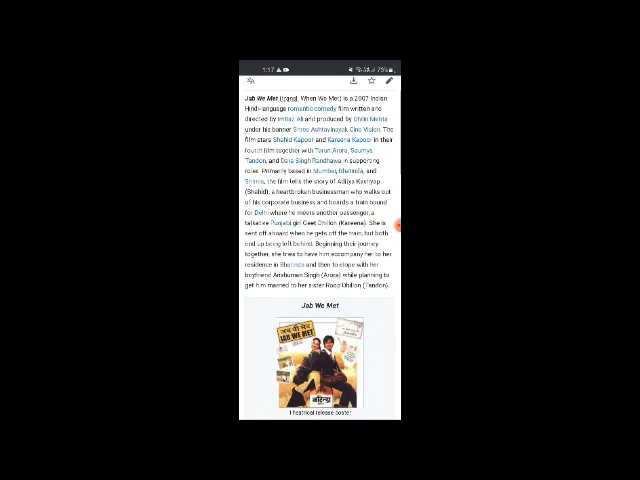 1:17
75%
Jab We Met (transl. When We Met) is a 2007 Indian
Hindi-language romantic comedy film written and
directed by Imtiaz Ali and produced by Dhilin Mehta
under his banner Shree Ashtavinayak Cine Vision. The
film stars Shahid Kapoor and Kareena Kapoor in their
fourth film together with Tarun Arora, Saumya
Tandon, and Dara Singh Randhawa in supporting
roles. Primarily based in Mumbai, Bhatinda, and
Shimla, the film tells the story of Aditya Kashyap
(Shahid), a heartbroken businessman who walks out
of his corporate business and boards a train bound
for Delhi where he meets another passenger, a
talkative Punjabi girl Geet Dhillon (Kareena). She is
sent off aboard when he gets off the train, but both
end up being left behind. Beginning their journey
together, she tries to have him accompany her to her
residence in Bhatinda and then to elope with her
boyfriend Anshuman Singh (Arora) while planning to
get him married to her sister Roop Dhillon (Tandon).
Jab We Met
जब वी मेट
JAB WE MET
Theatrical release poster